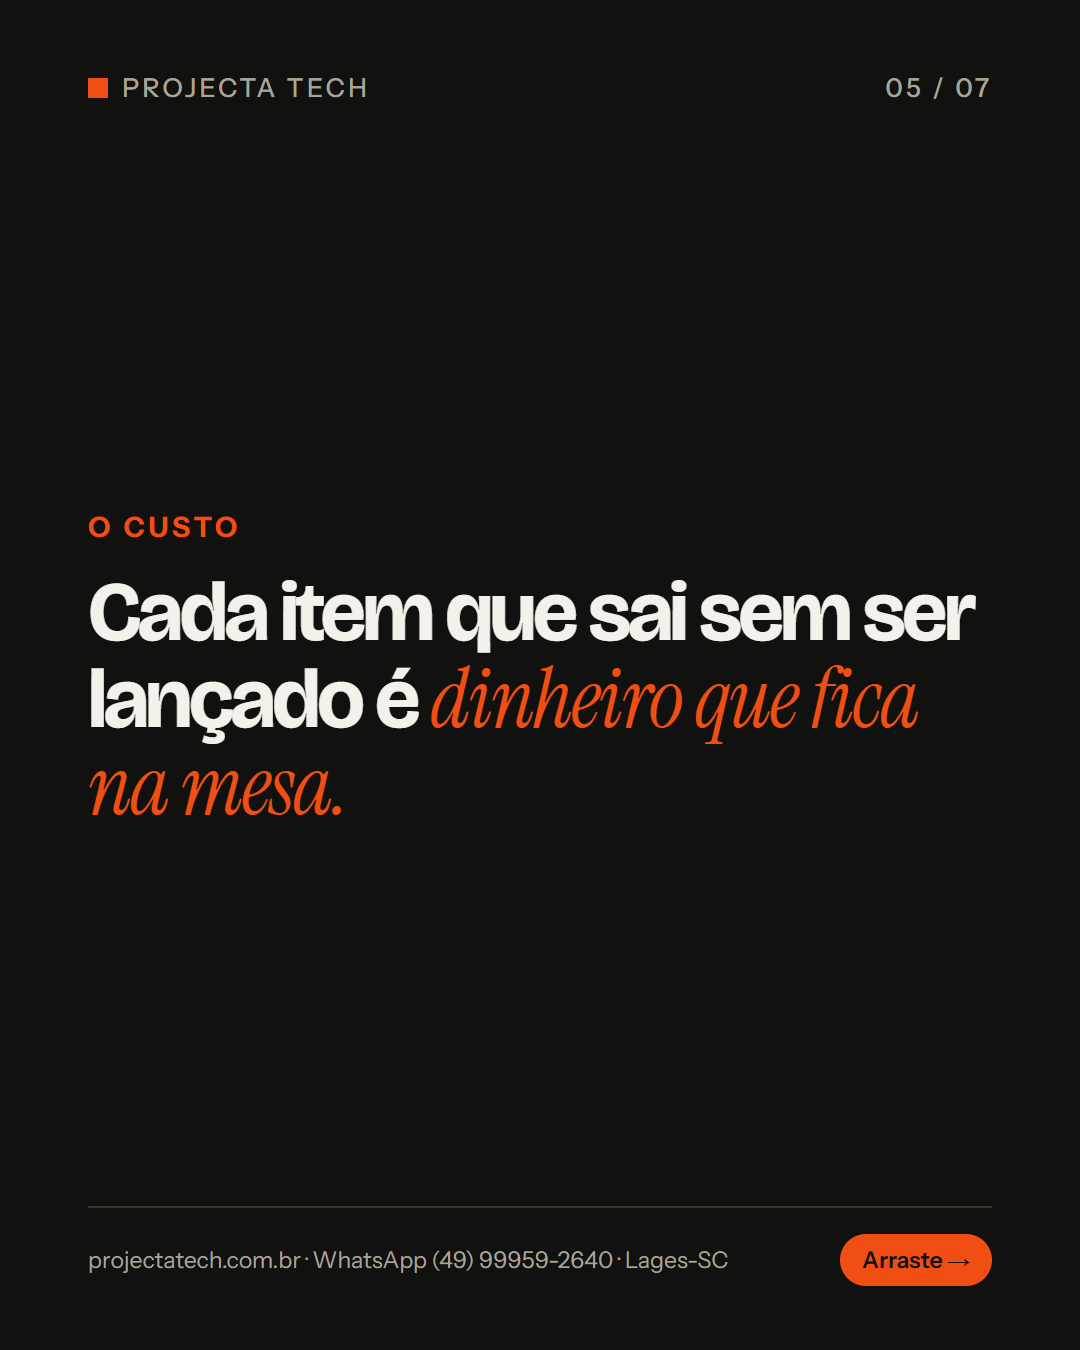 PROJECTA TECH
05 / 07
O CUSTO
Cada item que sai sem ser
lançado é dinheiro que fica
na mesa.
projectatech.com.br · WhatsApp (49) 99959-2640 · Lages-SC
Arraste →